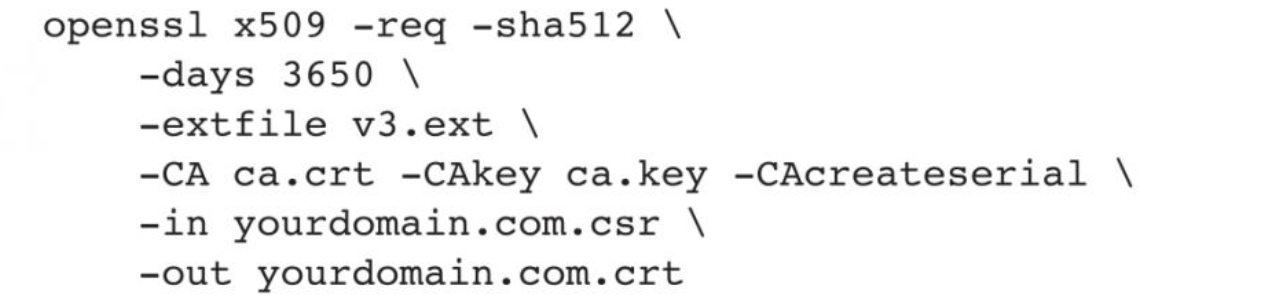 openssl x509 -req -sha512 \
    -days 3650 \
    -extfile v3.ext \
    -CA ca.crt -CAkey ca.key -CAcreateserial \
    -in yourdomain.com.csr \
    -out yourdomain.com.crt